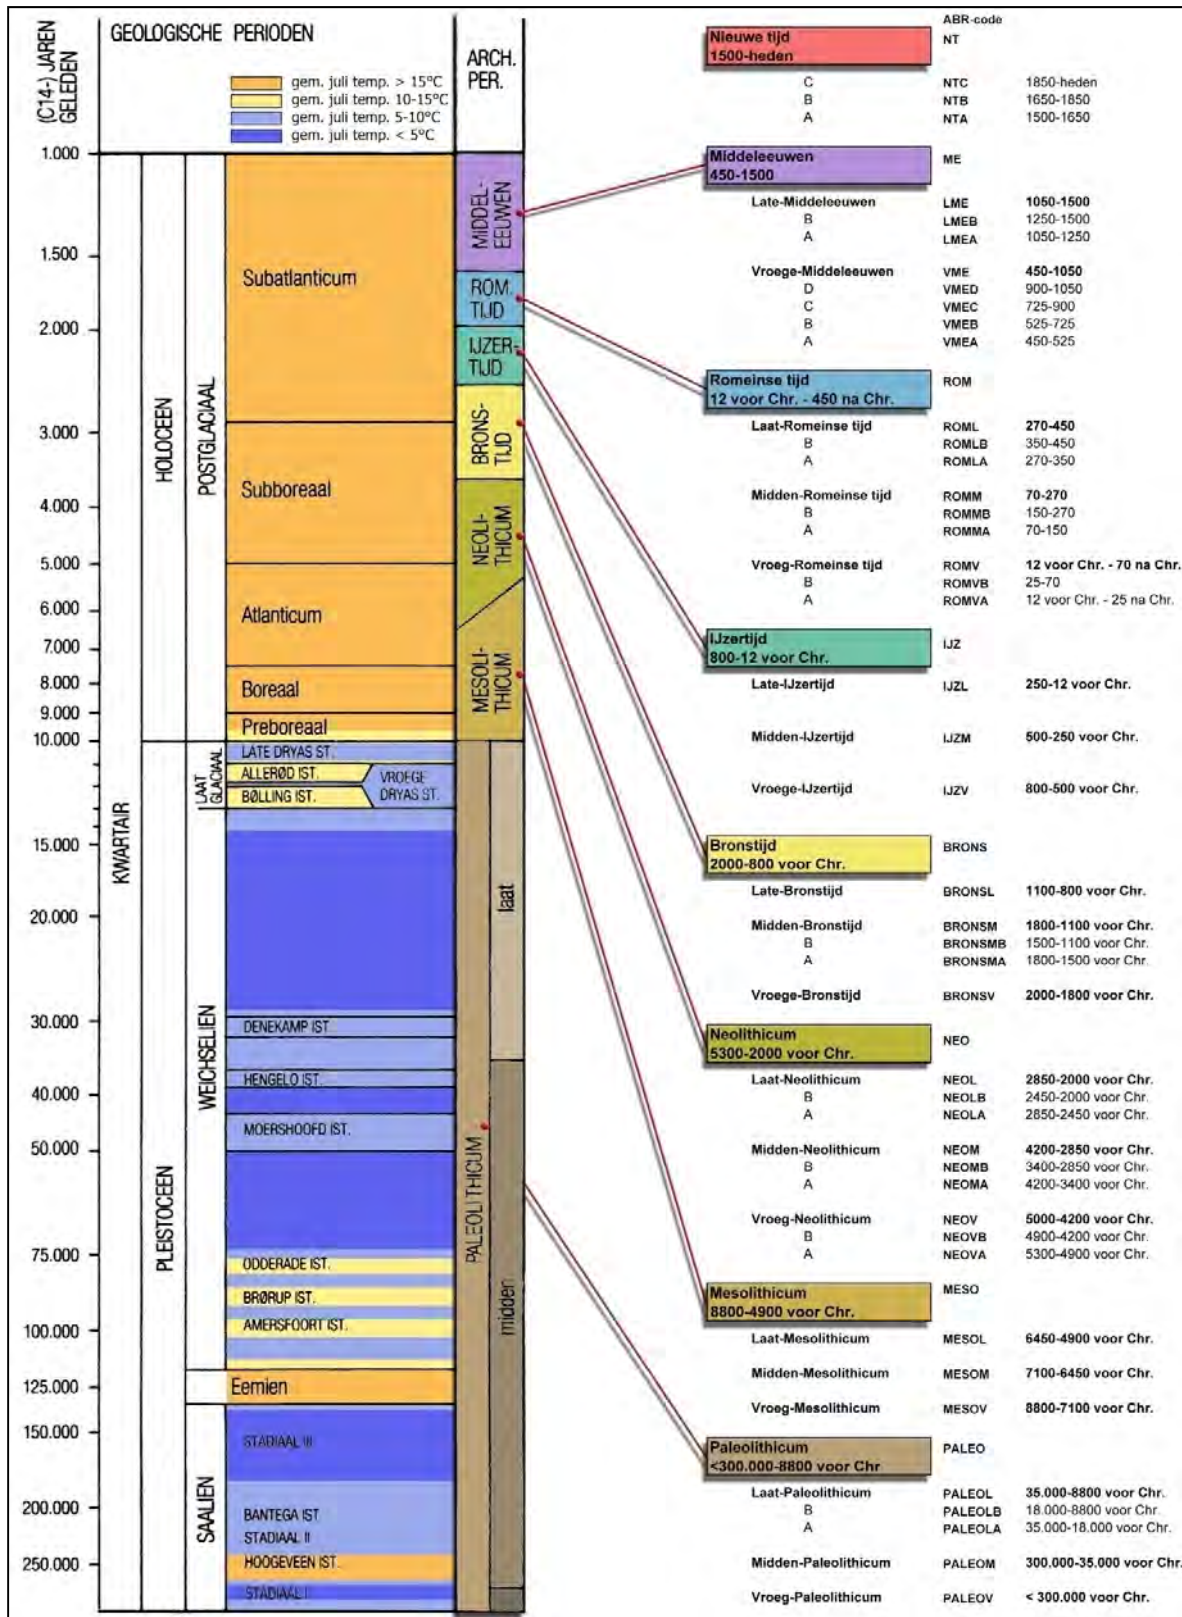 (C14-) JAREN
GELEDEN
GEOLOGISCHE PERIODEN
gem. juli temp. > 15°C
gem. juli temp. 10-15°C
gem. juli temp. 5-10°C
gem. juli temp. < 5°C
ARCH.
PER.
1.000
1.500
2.000
3.000
4.000
5.000
6.000
7.000
8.000
9.000
10.000
15.000
20.000
30.000
40.000
50.000
75.000
100.000
125.000
150.000
200.000
250.000
KWARTAIR
HOLOCEEN
PLEISTOCEEN
POSTGLACIAAL
LAAT
GLACIAAL
WEICHSELIEN
SAALIEN
Subatlanticum
Subboreaal
Atlanticum
Boreaal
Preboreaal
LATE DRYAS ST.
ALLERØD IST.
VROEGE
DRYAS ST.
BØLLING IST.
DENEKAMP IST.
HENGELO IST.
MOERSHOOFD IST.
ODDERADE IST.
BRØRUP IST.
AMERSFOORT IST.
Eemien
STADIAAL III
BANTEGA IST
STADIAAL II
HOOGEVEEN IST.
STADIAAL I
MIDDEL-
EEUWEN
ROM.
TIJD
IJZER-
TIJD
BRONS-
TIJD
NEOLI-
THICUM
MESOLI-
THICUM
PALEOLITHICUM
laat
midden
ABR-code
Nieuwe tijd NT
1500-heden
C NTC 1850-heden
B NTB 1650-1850
A NTA 1500-1650
Middeleeuwen ME
450-1500
Late-Middeleeuwen LME 1050-1500
B LMEB 1250-1500
A LMEA 1050-1250
Vroege-Middeleeuwen VME 450-1050
D VMED 900-1050
C VMEC 725-900
B VMEB 525-725
A VMEA 450-525
Romeinse tijd ROM
12 voor Chr. - 450 na Chr.
Laat-Romeinse tijd ROML 270-450
B ROMLB 350-450
A ROMLA 270-350
Midden-Romeinse tijd ROMM 70-270
B ROMMB 150-270
A ROMMA 70-150
Vroeg-Romeinse tijd ROMV 12 voor Chr. - 70 na Chr.
B ROMVB 25-70
A ROMVA 12 voor Chr. - 25 na Chr.
IJzertijd IJZ
800-12 voor Chr.
Late-IJzertijd IJZL 250-12 voor Chr.
Midden-IJzertijd IJZM 500-250 voor Chr.
Vroege-IJzertijd IJZV 800-500 voor Chr.
Bronstijd BRONS
2000-800 voor Chr.
Late-Bronstijd BRONSL 1100-800 voor Chr.
Midden-Bronstijd BRONSM 1800-1100 voor Chr.
B BRONSMB 1500-1100 voor Chr.
A BRONSMA 1800-1500 voor Chr.
Vroege-Bronstijd BRONSV 2000-1800 voor Chr.
Neolithicum NEO
5300-2000 voor Chr.
Laat-Neolithicum NEOL 2850-2000 voor Chr.
B NEOLB 2450-2000 voor Chr.
A NEOLA 2850-2450 voor Chr.
Midden-Neolithicum NEOM 4200-2850 voor Chr.
B NEOMB 3400-2850 voor Chr.
A NEOMA 4200-3400 voor Chr.
Vroeg-Neolithicum NEOV 5000-4200 voor Chr.
B NEOVB 4900-4200 voor Chr.
A NEOVA 5300-4900 voor Chr.
Mesolithicum MESO
8800-4900 voor Chr.
Laat-Mesolithicum MESOL 6450-4900 voor Chr.
Midden-Mesolithicum MESOM 7100-6450 voor Chr.
Vroeg-Mesolithicum MESOV 8800-7100 voor Chr.
Paleolithicum PALEO
<300.000-8800 voor Chr
Laat-Paleolithicum PALEOL 35.000-8800 voor Chr.
B PALEOLB 18.000-8800 voor Chr.
A PALEOLA 35.000-18.000 voor Chr.
Midden-Paleolithicum PALEOM 300.000-35.000 voor Chr.
Vroeg-Paleolithicum PALEOV < 300.000 voor Chr.